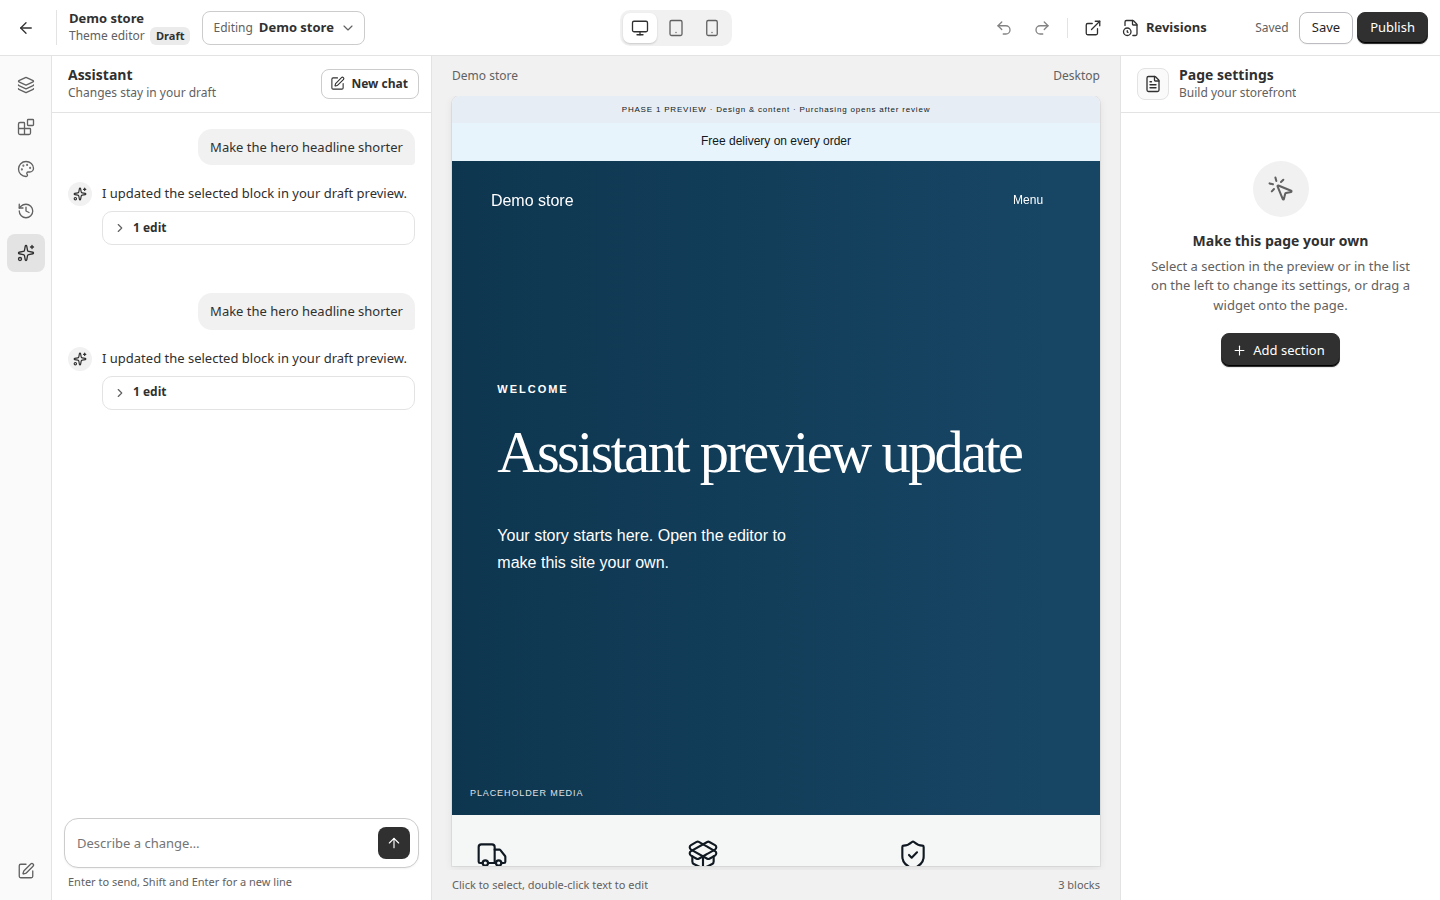 Demo store
Theme editor Draft
Editing Demo store
Revisions
Saved
Save
Publish
Assistant
Changes stay in your draft
New chat
Make the hero headline shorter
I updated the selected block in your draft preview.
1 edit
Make the hero headline shorter
I updated the selected block in your draft preview.
1 edit
Describe a change...
Enter to send, Shift and Enter for a new line
Demo store
Desktop
PHASE 1 PREVIEW · Design & content · Purchasing opens after review
Free delivery on every order
Demo store
Menu
WELCOME
Assistant preview update
Your story starts here. Open the editor to
make this site your own.
PLACEHOLDER MEDIA
Click to select, double-click text to edit
3 blocks
Page settings
Build your storefront
Make this page your own
Select a section in the preview or in the list
on the left to change its settings, or drag a
widget onto the page.
Add section